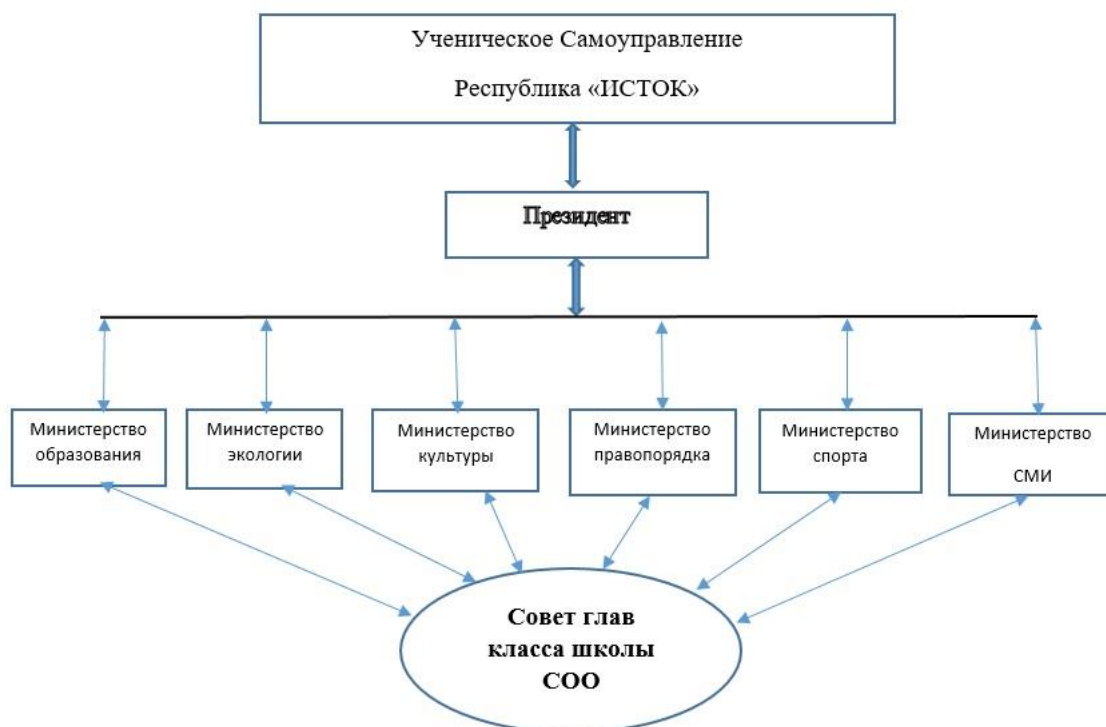 Ученическое Самоуправление
Республика «ИСТОК»
Президент
Министерство
образования
Министерство
экологии
Министерство
культуры
Министерство
правопорядка
Министерство
спорта
Министерство
СМИ
Совет глав
класса школы
СОО